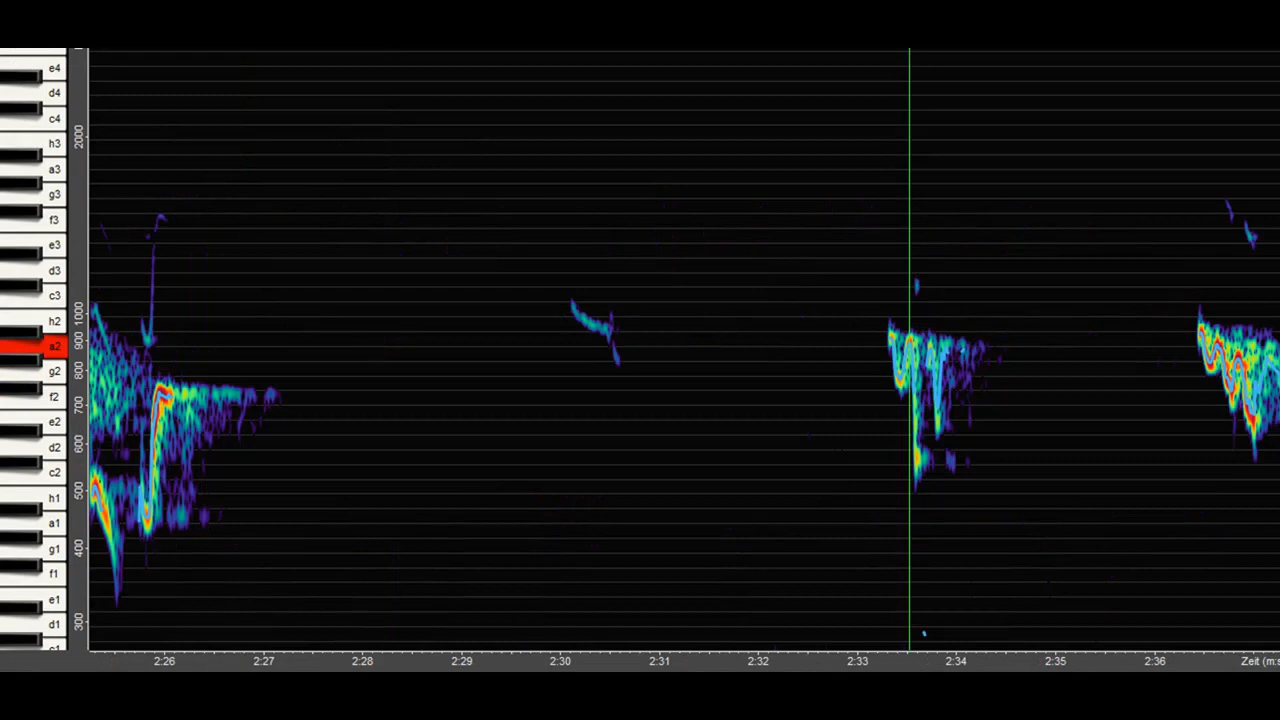 e4
d4
c4
h3
a3
g3
f3
e3
d3
c3
h2
a2
g2
f2
e2
d2
c2
h1
a1
g1
f1
e1
d1
c1
2000
1000
900
800
700
600
500
400
300
2:26 2:27 2:28 2:29 2:30 2:31 2:32 2:33 2:34 2:35 2:36 Zeit (m:s